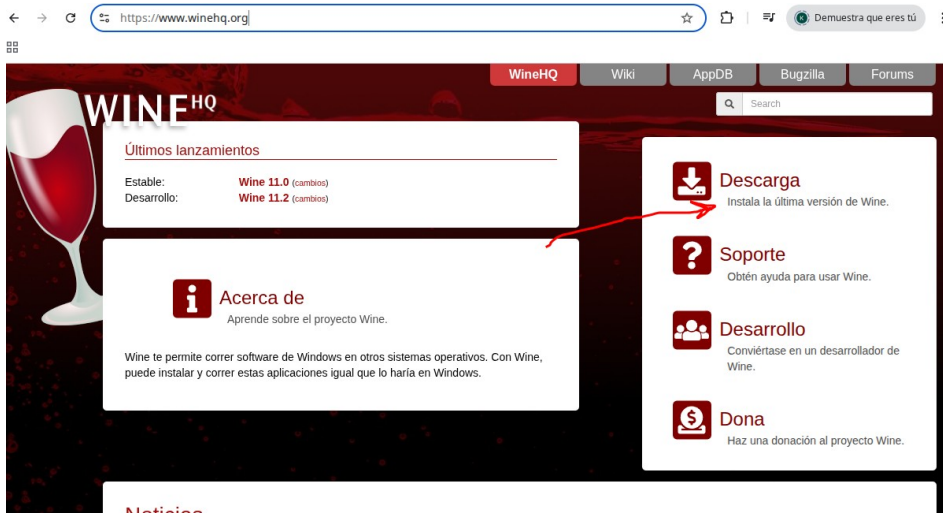 https://www.winehq.org
Demuestra que eres tú
WineHQ Wiki AppDB Bugzilla Forums
WINE HQ
Search
Últimos lanzamientos
Estable: Wine 11.0 (cambios)
Desarrollo: Wine 11.2 (cambios)
Descarga
Instala la última versión de Wine.
Soporte
Obtén ayuda para usar Wine.
Acerca de
Aprende sobre el proyecto Wine.
Desarrollo
Conviértase en un desarrollador de
Wine.
Wine te permite correr software de Windows en otros sistemas operativos. Con Wine,
puede instalar y correr estas aplicaciones igual que lo haría en Windows.
Dona
Haz una donación al proyecto Wine.